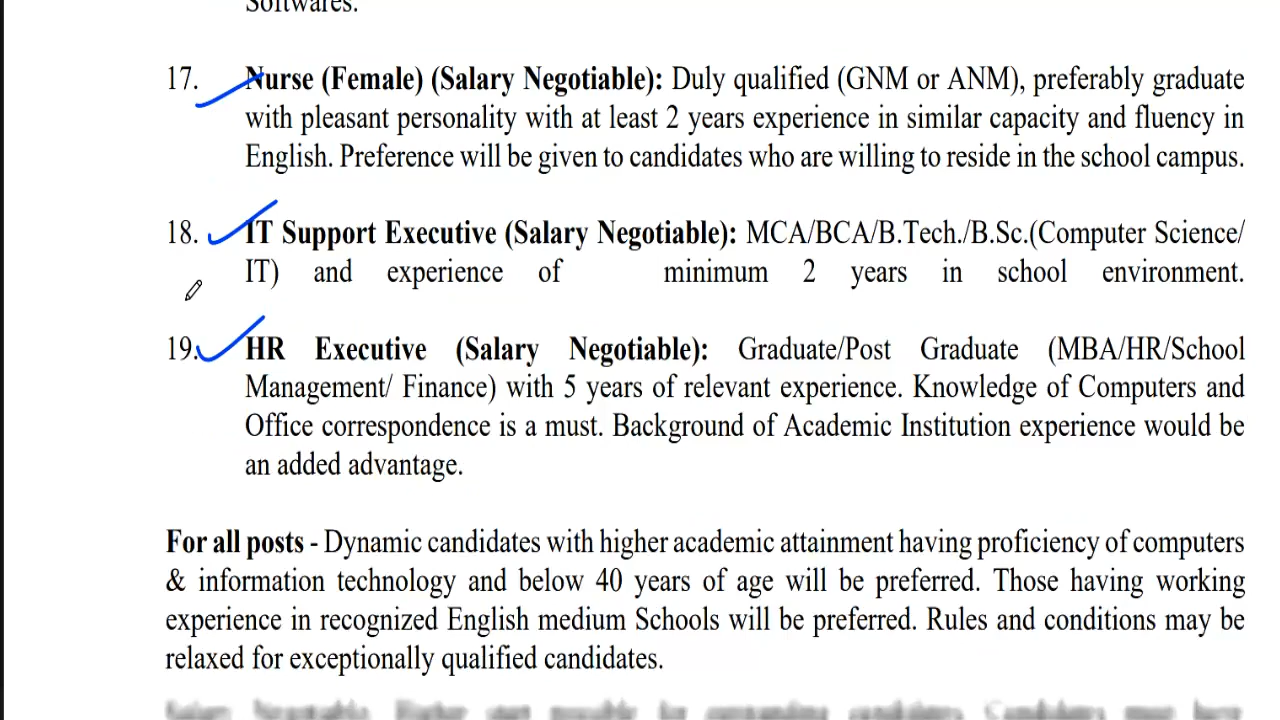 Softwares.
17. Nurse (Female) (Salary Negotiable): Duly qualified (GNM or ANM), preferably graduate
with pleasant personality with at least 2 years experience in similar capacity and fluency in
English. Preference will be given to candidates who are willing to reside in the school campus.
18. IT Support Executive (Salary Negotiable): MCA/BCA/B.Tech./B.Sc.(Computer Science/
IT) and experience of minimum 2 years in school environment.
19. HR Executive (Salary Negotiable): Graduate/Post Graduate (MBA/HR/School
Management/ Finance) with 5 years of relevant experience. Knowledge of Computers and
Office correspondence is a must. Background of Academic Institution experience would be
an added advantage.
For all posts - Dynamic candidates with higher academic attainment having proficiency of computers
& information technology and below 40 years of age will be preferred. Those having working
experience in recognized English medium Schools will be preferred. Rules and conditions may be
relaxed for exceptionally qualified candidates.